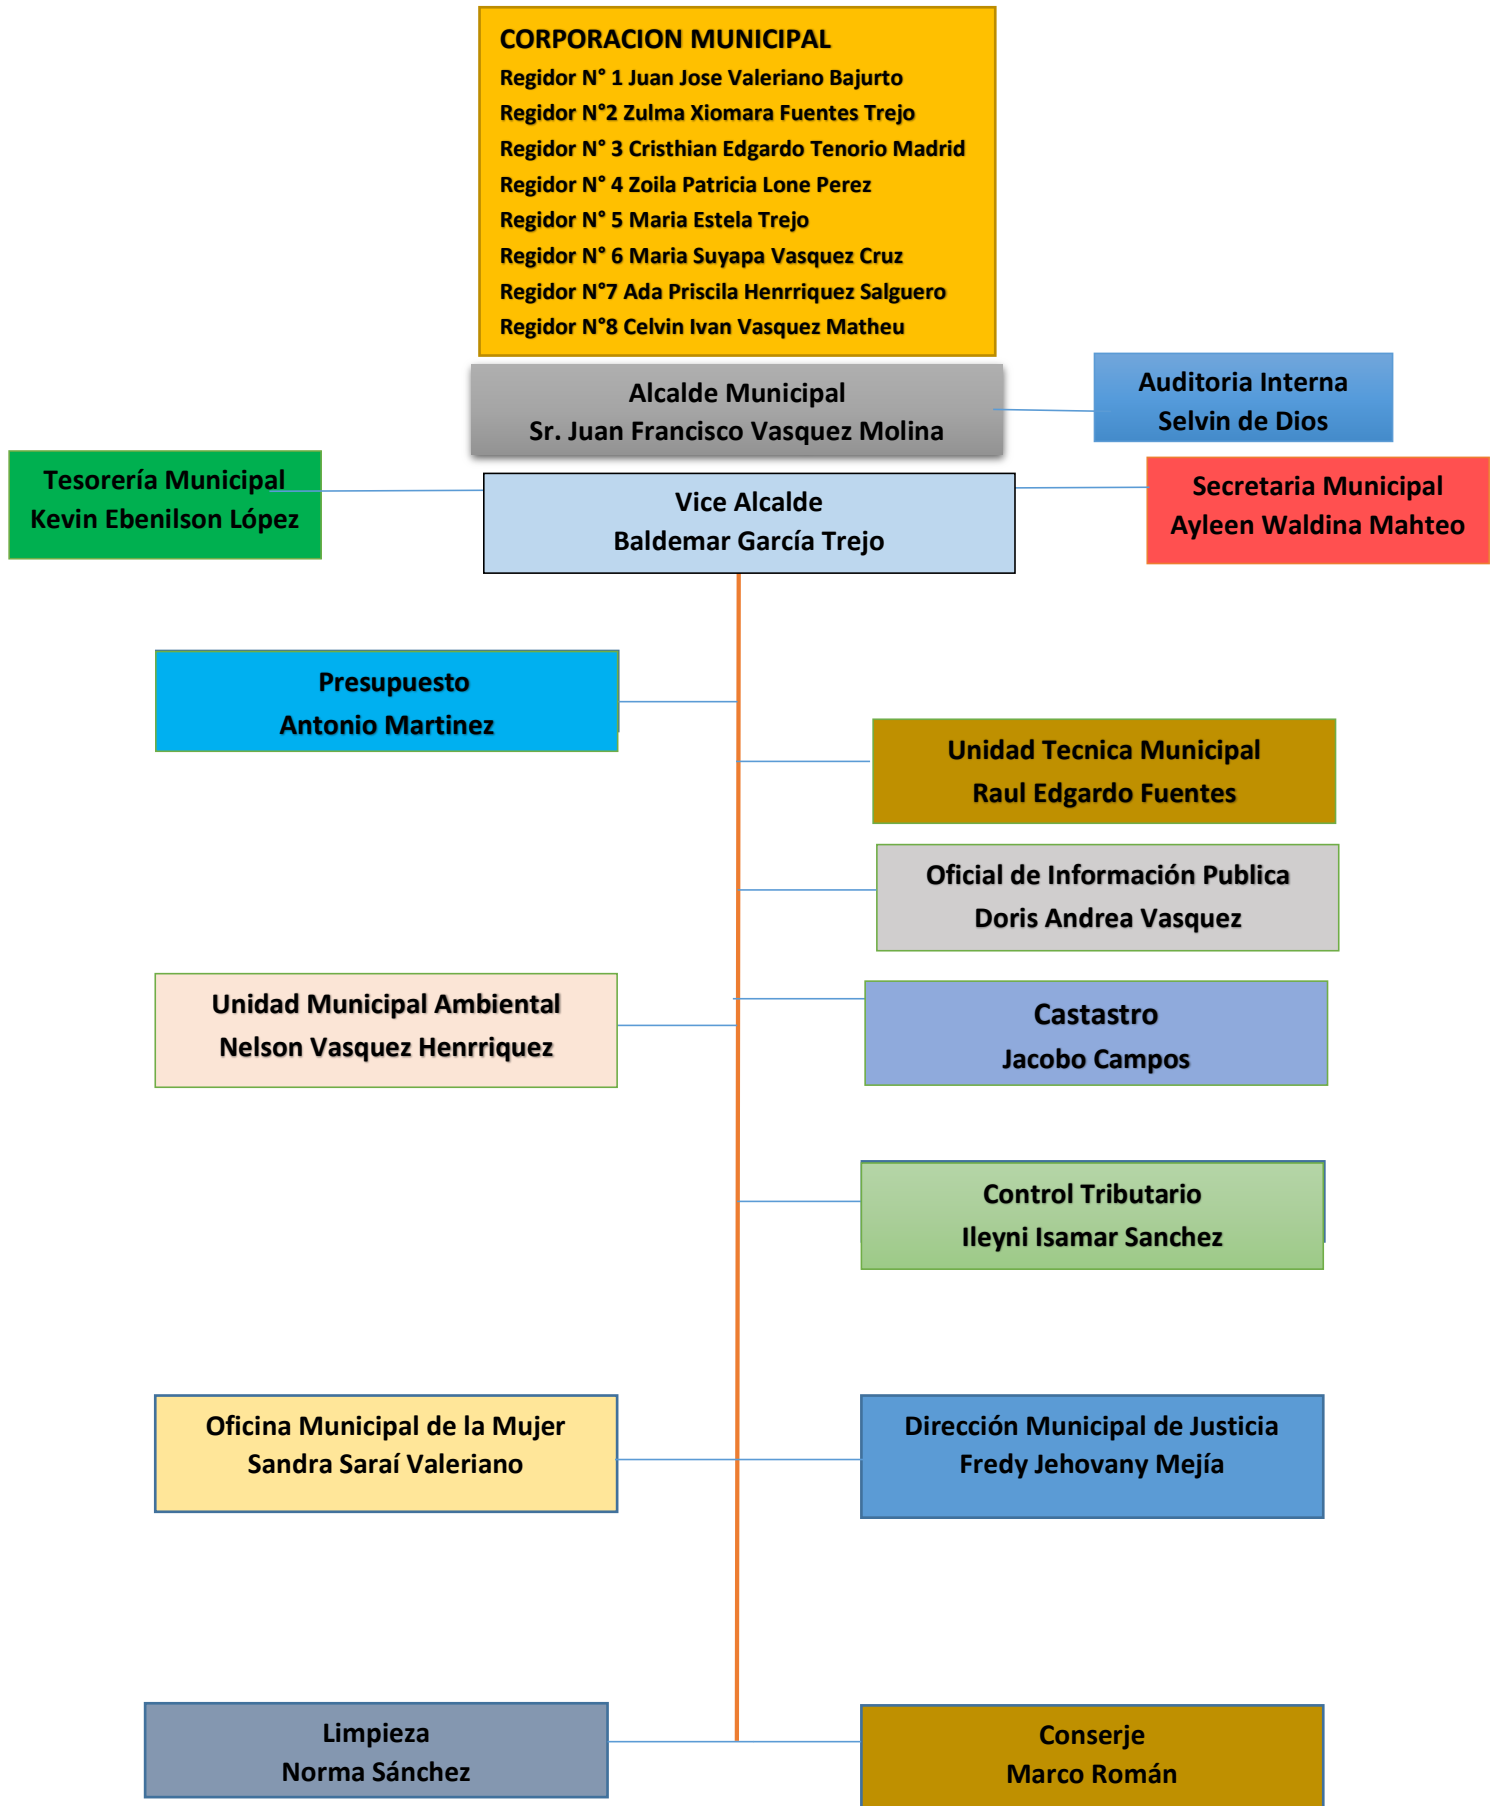 CORPORACION MUNICIPAL
Regidor N° 1 Juan Jose Valeriano Bajurto
Regidor N°2 Zulma Xiomara Fuentes Trejo
Regidor N° 3 Cristhian Edgardo Tenorio Madrid
Regidor N° 4 Zoila Patricia Lone Perez
Regidor N° 5 Maria Estela Trejo
Regidor N° 6 Maria Suyapa Vasquez Cruz
Regidor N°7 Ada Priscila Henrriquez Salguero
Regidor N°8 Celvin Ivan Vasquez Matheu
Alcalde Municipal
Sr. Juan Francisco Vasquez Molina
Auditoria Interna
Selvin de Dios
Tesorería Municipal
Kevin Ebenilson López
Vice Alcalde
Baldemar García Trejo
Secretaria Municipal
Ayleen Waldina Mahteo
Presupuesto
Antonio Martinez
Unidad Tecnica Municipal
Raul Edgardo Fuentes
Oficial de Información Publica
Doris Andrea Vasquez
Unidad Municipal Ambiental
Nelson Vasquez Henrriquez
Castastro
Jacobo Campos
Control Tributario
Ileyni Isamar Sanchez
Oficina Municipal de la Mujer
Sandra Saraí Valeriano
Dirección Municipal de Justicia
Fredy Jehovany Mejía
Limpieza
Norma Sánchez
Conserje
Marco Román